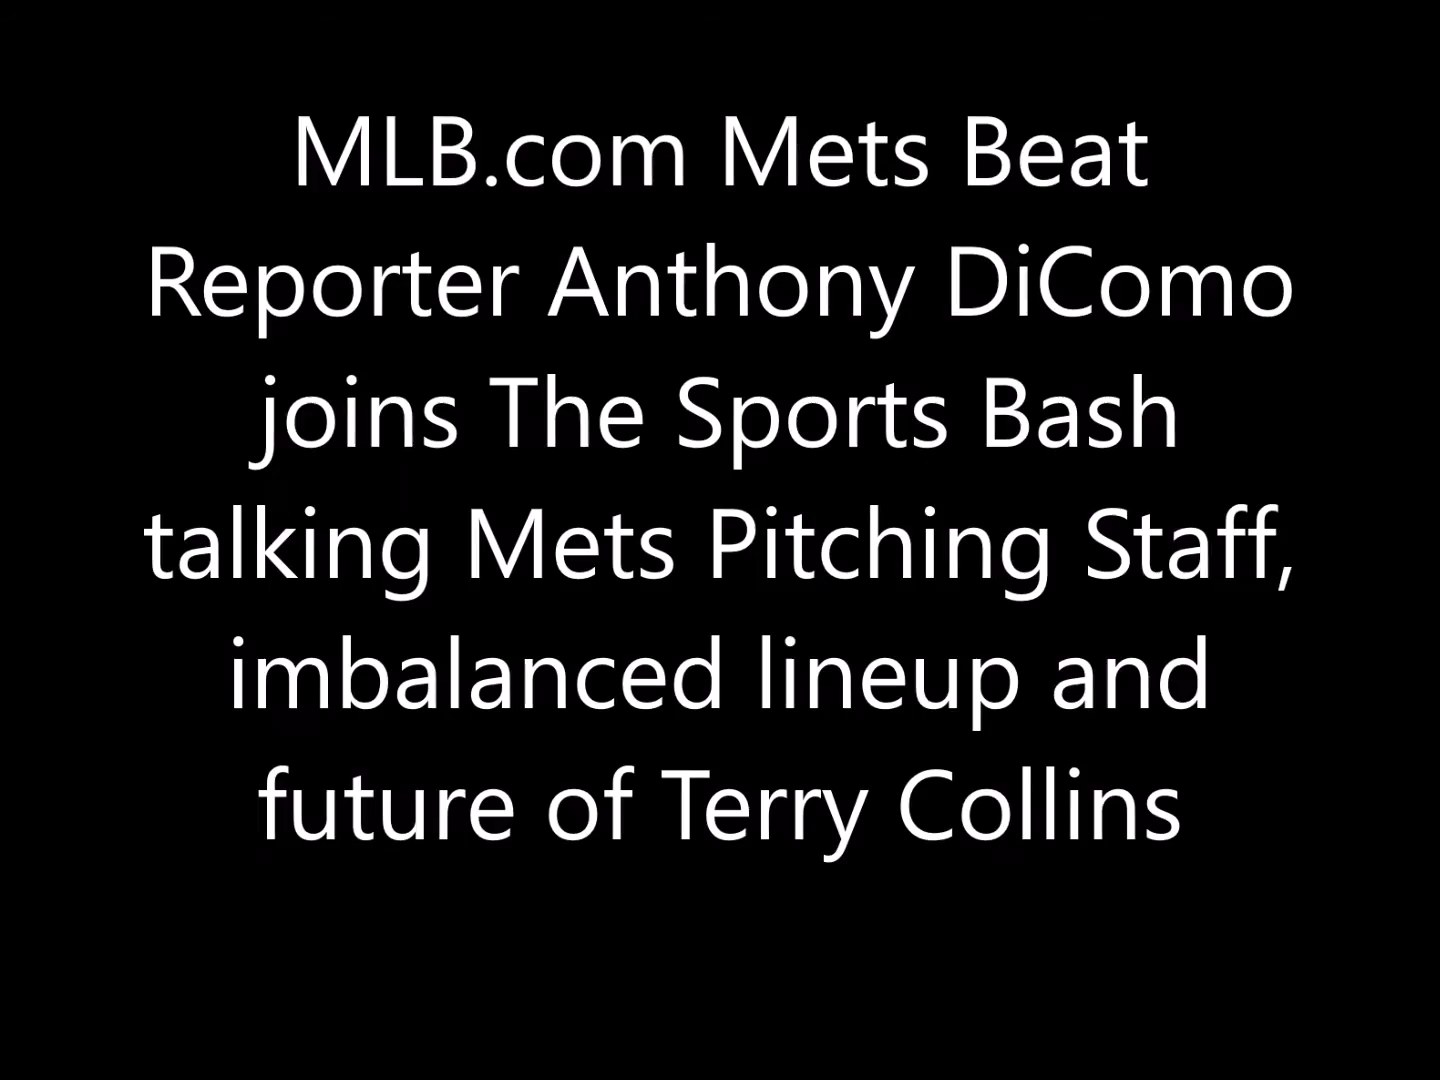 MLB.com Mets Beat
Reporter Anthony DiComo
joins The Sports Bash
talking Mets Pitching Staff,
imbalanced lineup and
future of Terry Collins